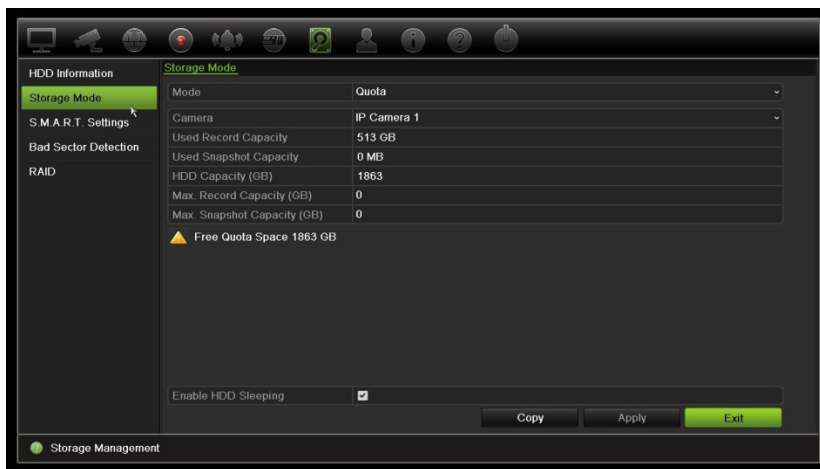 HDD Information
Storage Mode
S.M.A.R.T. Settings
Bad Sector Detection
RAID
Storage Mode
Mode Quota
Camera IP Camera 1
Used Record Capacity 513 GB
Used Snapshot Capacity 0 MB
HDD Capacity (GB) 1863
Max. Record Capacity (GB) 0
Max. Snapshot Capacity (GB) 0
Free Quota Space 1863 GB
Enable HDD Sleeping
Copy Apply Exit
Storage Management